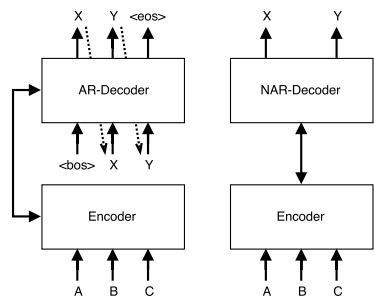 X Y <eos>
AR-Decoder
<bos> X Y
Encoder
A B C
X Y
NAR-Decoder
Encoder
A B C